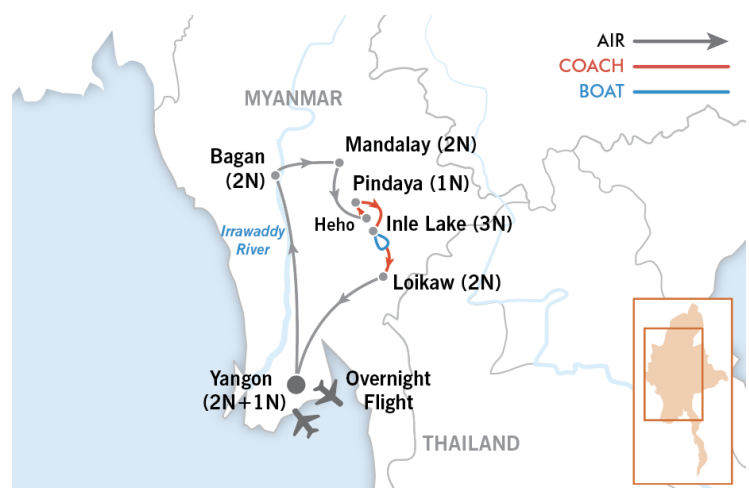 AIR
COACH
BOAT
MYANMAR
Mandalay (2N)
Bagan
(2N)
Pindaya (1N)
Heho
Inle Lake (3N)
Irrawaddy
River
Loikaw (2N)
Yangon
(2N+1N)
Overnight
Flight
THAILAND